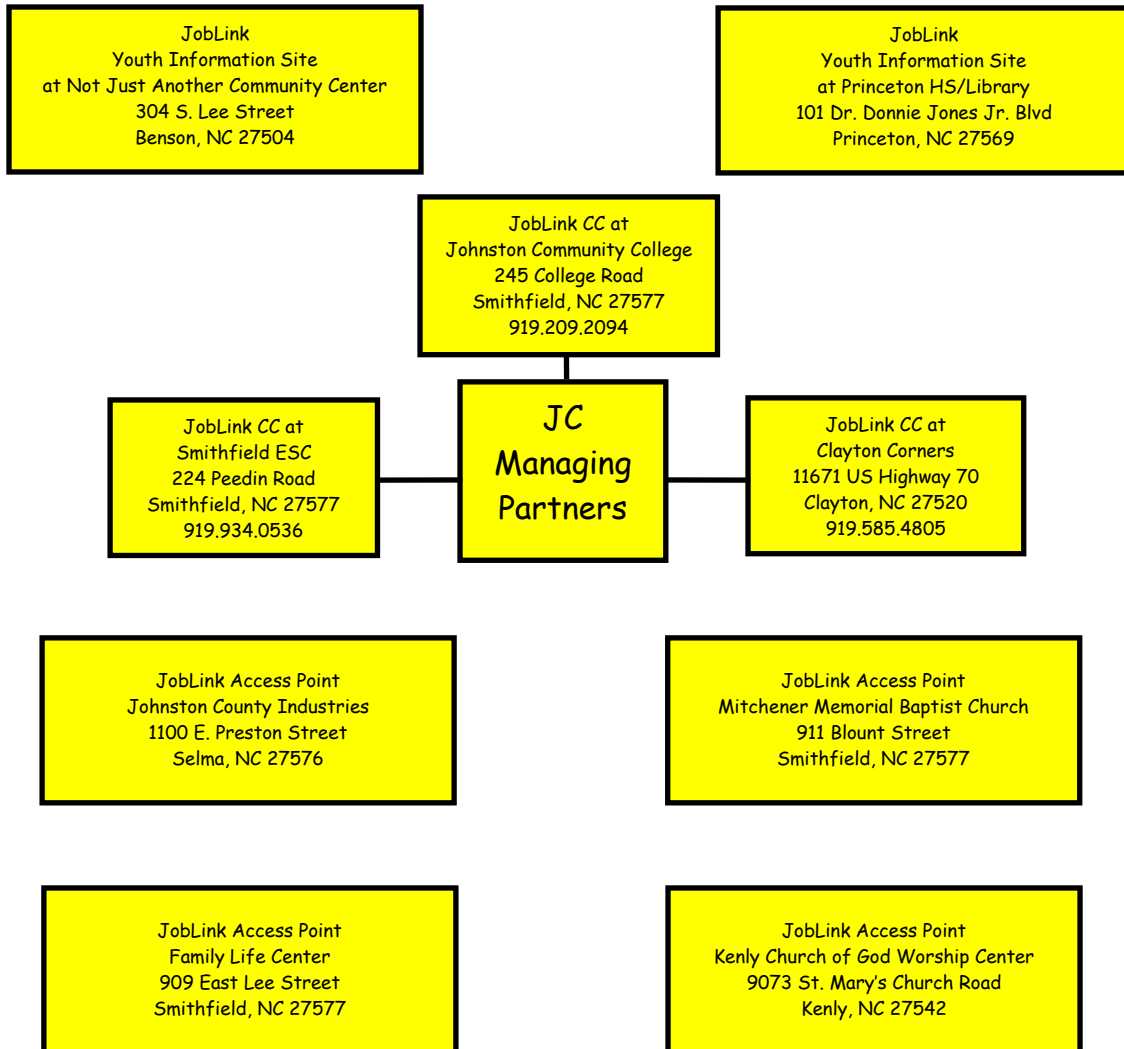 JobLink
Youth Information Site
at Not Just Another Community Center
304 S. Lee Street
Benson, NC 27504
JobLink
Youth Information Site
at Princeton HS/Library
101 Dr. Donnie Jones Jr. Blvd
Princeton, NC 27569
JobLink CC at
Johnston Community College
245 College Road
Smithfield, NC 27577
919.209.2094
JobLink CC at
Smithfield ESC
224 Peedin Road
Smithfield, NC 27577
919.934.0536
JC
Managing
Partners
JobLink CC at
Clayton Corners
11671 US Highway 70
Clayton, NC 27520
919.585.4805
JobLink Access Point
Johnston County Industries
1100 E. Preston Street
Selma, NC 27576
JobLink Access Point
Mitchener Memorial Baptist Church
911 Blount Street
Smithfield, NC 27577
JobLink Access Point
Family Life Center
909 East Lee Street
Smithfield, NC 27577
JobLink Access Point
Kenly Church of God Worship Center
9073 St. Mary’s Church Road
Kenly, NC 27542